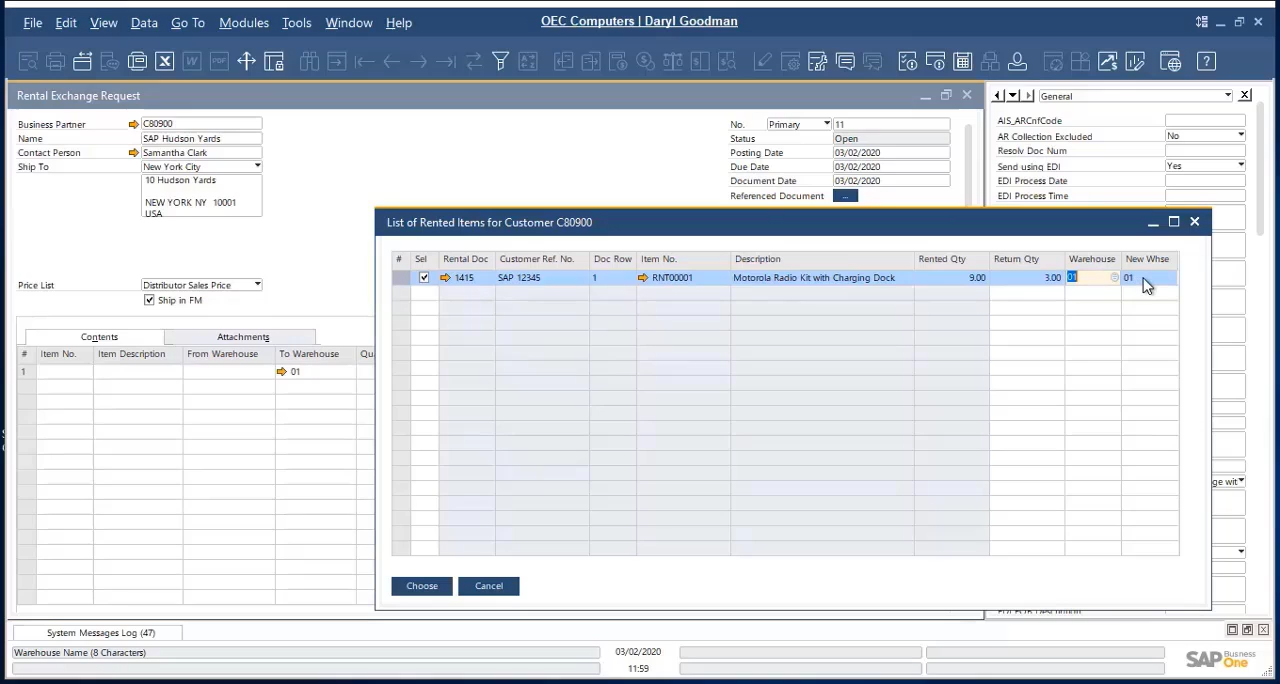 File Edit View Data Go To Modules Tools Window Help
OEC Computers | Daryl Goodman
Rental Exchange Request
Business Partner C80900
Name SAP Hudson Yards
Contact Person Samantha Clark
Ship To New York City
10 Hudson Yards
NEW YORK NY 10001
USA
No. Primary 11
Status Open
Posting Date 03/02/2020
Due Date 03/02/2020
Document Date 03/02/2020
Referenced Document ...
Price List Distributor Sales Price
Ship in FM
Contents Attachments
# Item No. Item Description From Warehouse To Warehouse Qu
1 01
General
AIS_ARCnfCode
AR Collection Excluded No
Resolv Doc Num
Send using EDI Yes
EDI Process Date
EDI Process Time
ge wit
List of Rented Items for Customer C80900
# Sel Rental Doc Customer Ref. No. Doc Row Item No. Description Rented Qty Return Qty Warehouse New Whse
1415 SAP 12345 1 RNT00001 Motorola Radio Kit with Charging Dock 9.00 3.00 01 01
Choose Cancel
System Messages Log (47)
Warehouse Name (8 Characters)
03/02/2020
11:59
SAP Business One